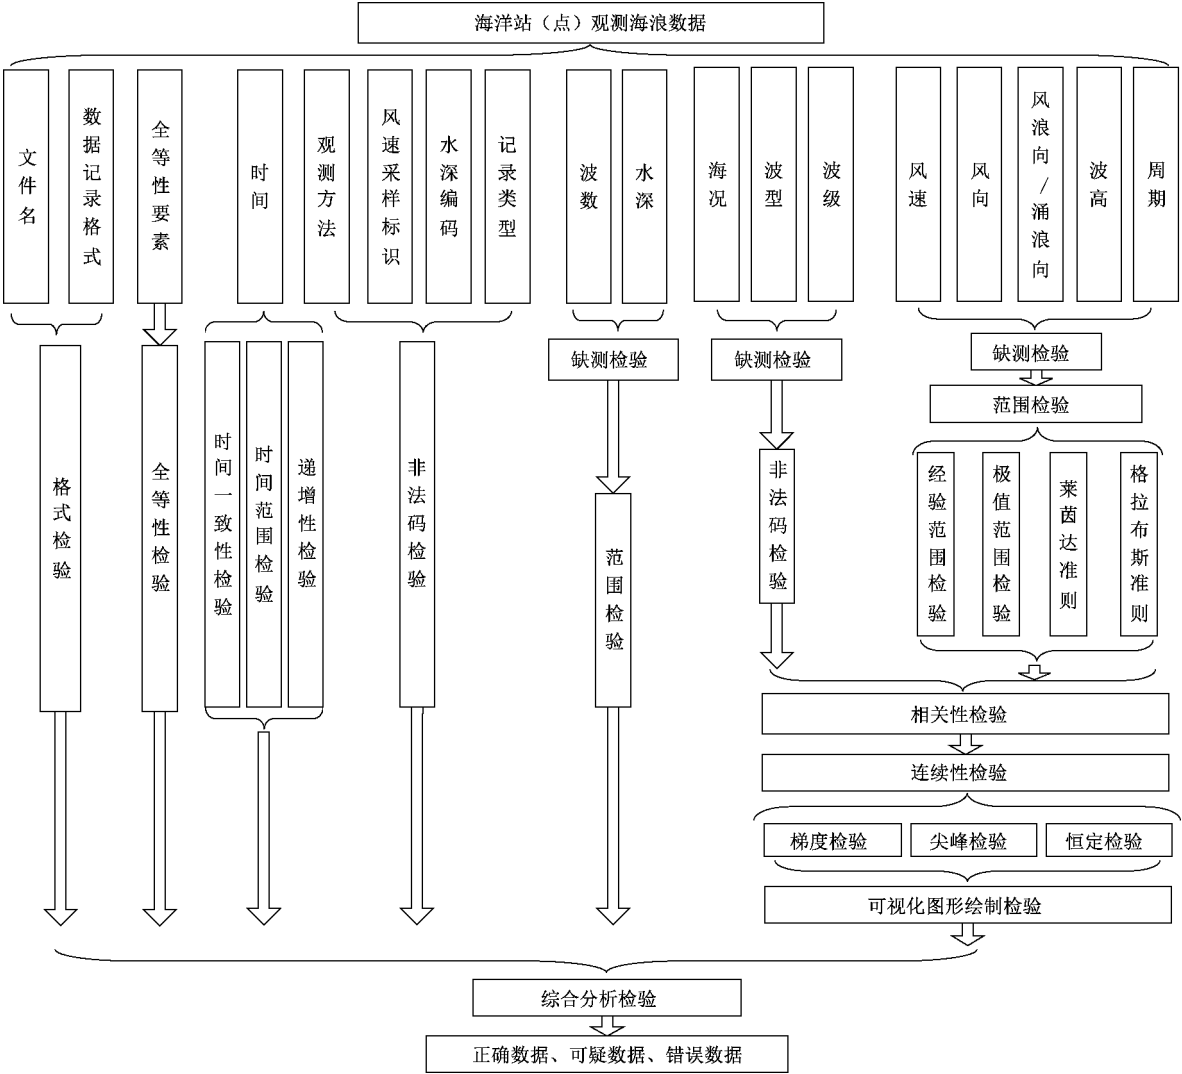 海洋站（点）观测海浪数据
文件名
数据记录格式
全等性要素
时间
观测方法
风速采样标识
水深编码
记录类型
波数
水深
海况
波型
波级
风速
风向
风浪向/涌浪向
波高
周期
格式检验
全等性检验
时间一致性检验
时间范围检验
递增性检验
非法码检验
缺测检验
范围检验
缺测检验
非法码检验
缺测检验
范围检验
经验范围检验
极值范围检验
莱茵达准则
格拉布斯准则
相关性检验
连续性检验
梯度检验
尖峰检验
恒定检验
可视化图形绘制检验
综合分析检验
正确数据、可疑数据、错误数据